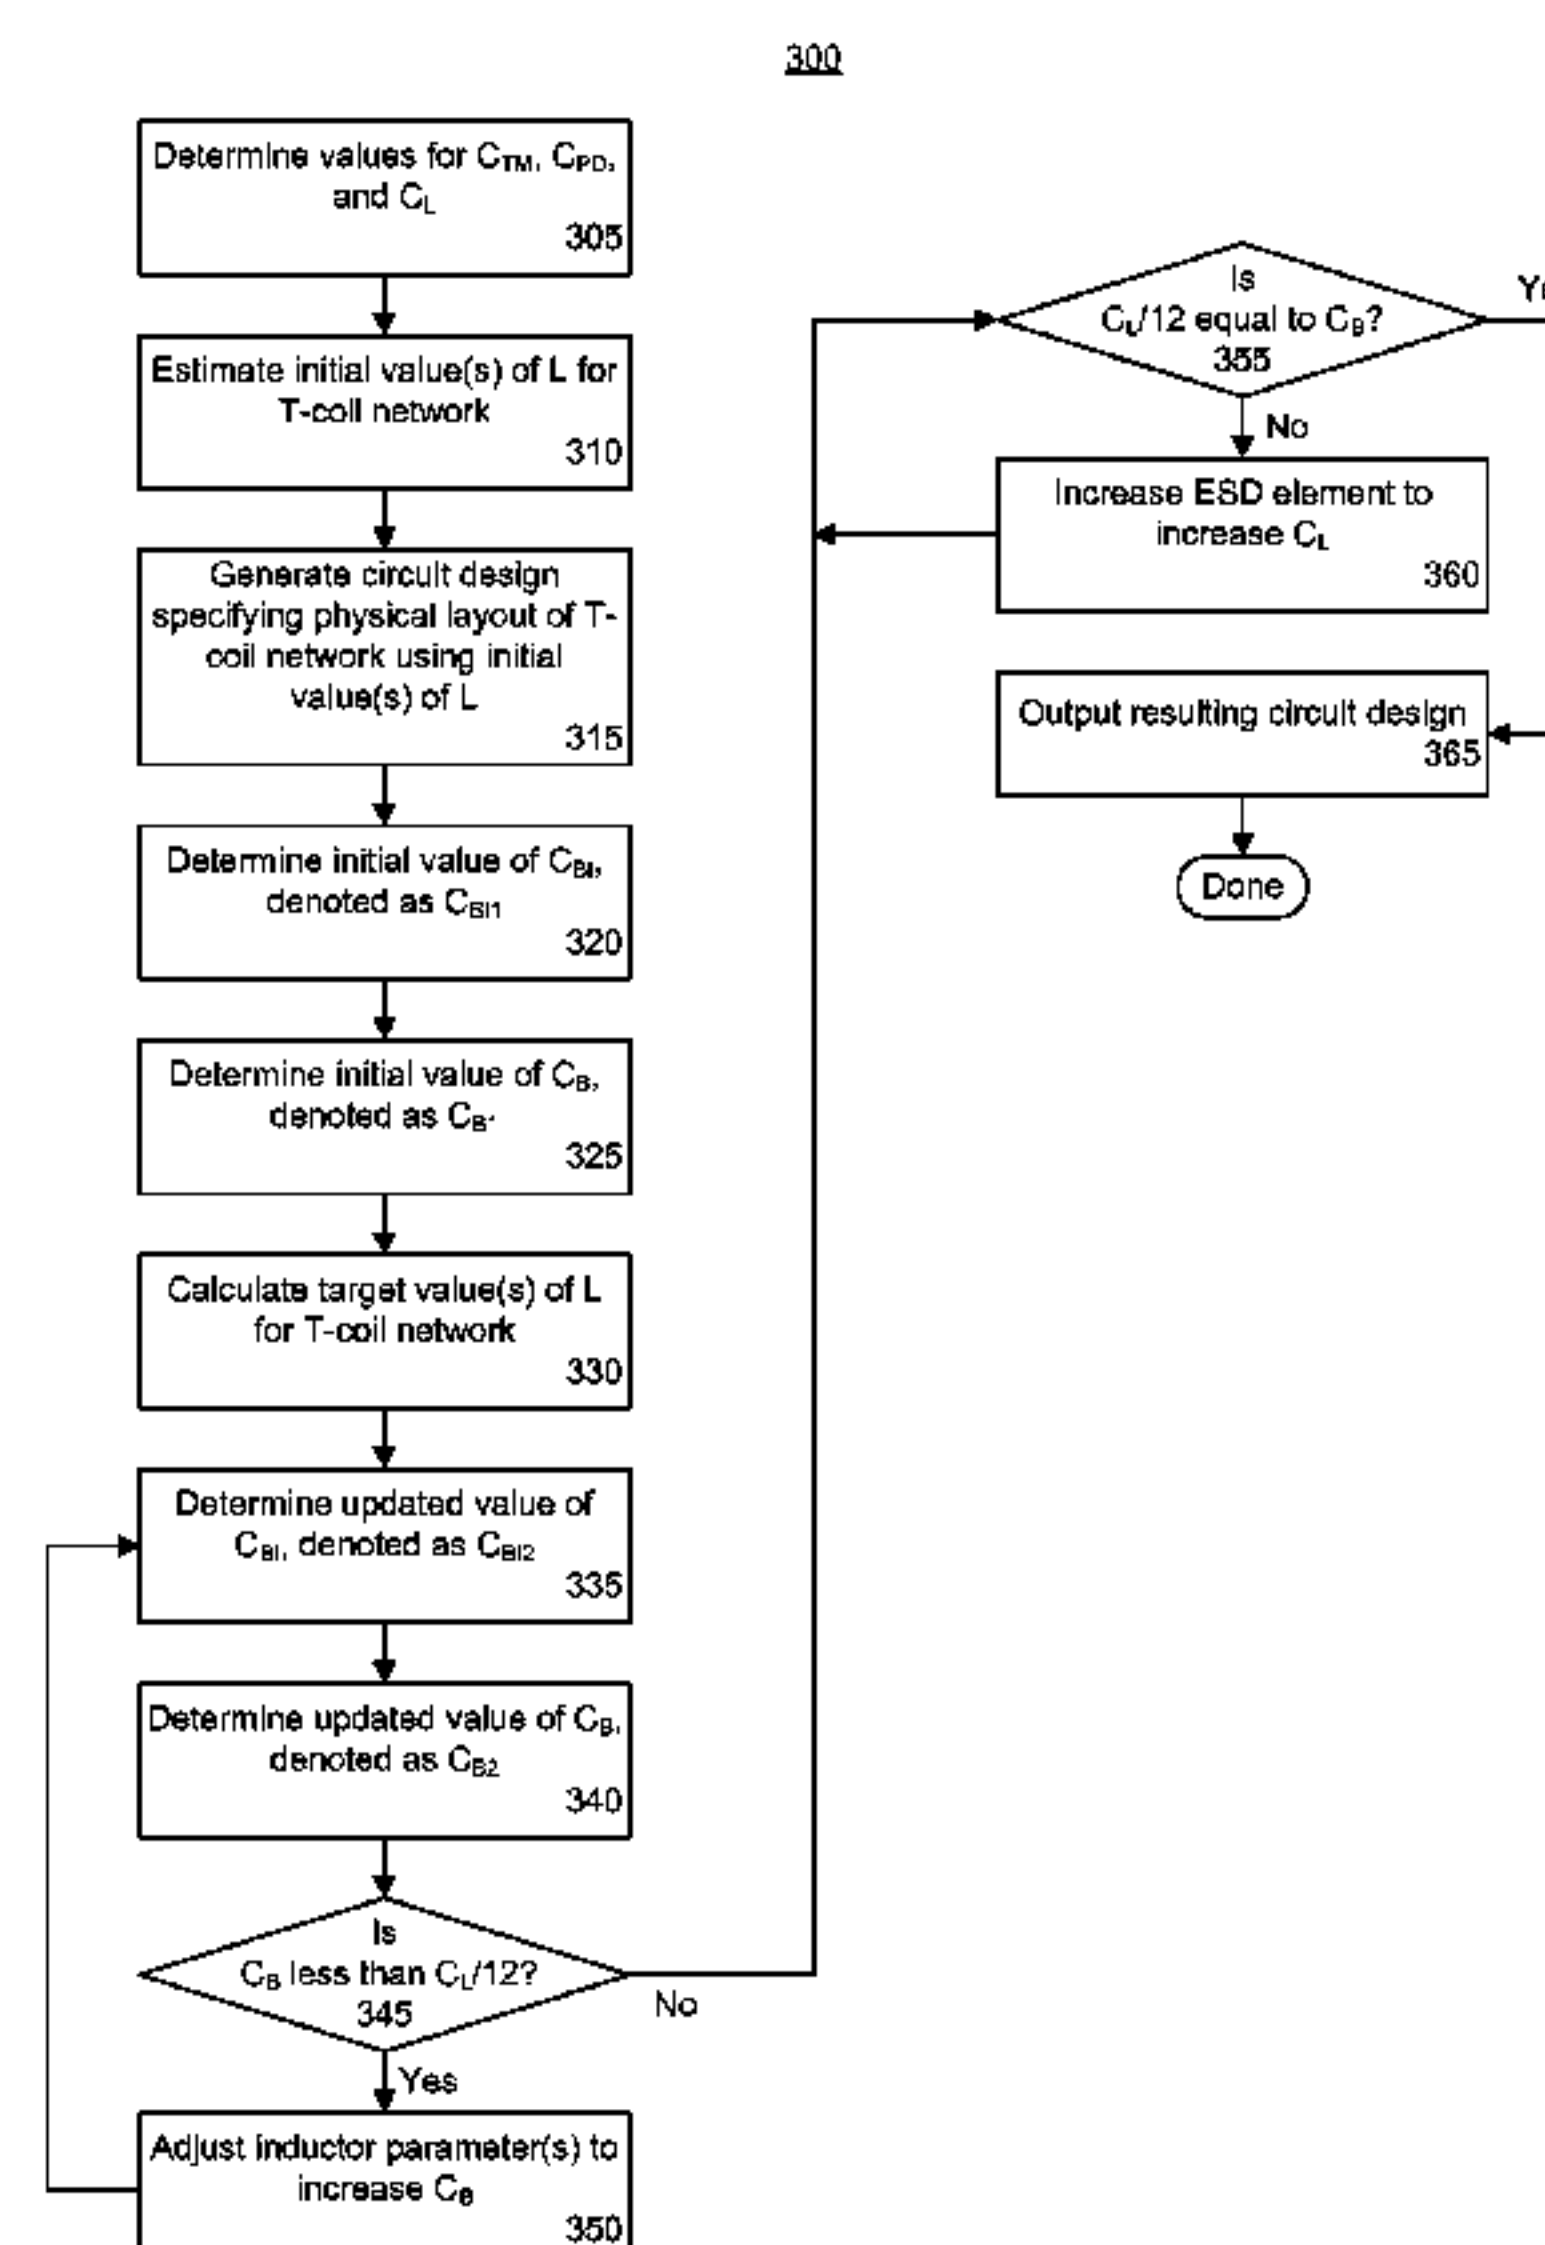 300
Determine values for C_TM, C_PD,
and C_L
305
Estimate initial value(s) of L for
T-coil network
310
Generate circuit design
specifying physical layout of T-
coil network using initial
value(s) of L
315
Determine initial value of C_BI,
denoted as C_BI1
320
Determine initial value of C_B,
denoted as C_B1
325
Calculate target value(s) of L
for T-coil network
330
Determine updated value of
C_BI, denoted as C_BI2
335
Determine updated value of C_B,
denoted as C_B2
340
Is
C_B less than C_L/12?
345
No
Yes
Adjust inductor parameter(s) to
increase C_B
350
Is
C_L/12 equal to C_B?
355
No
Increase ESD element to
increase C_L
360
Output resulting circuit design
365
Done